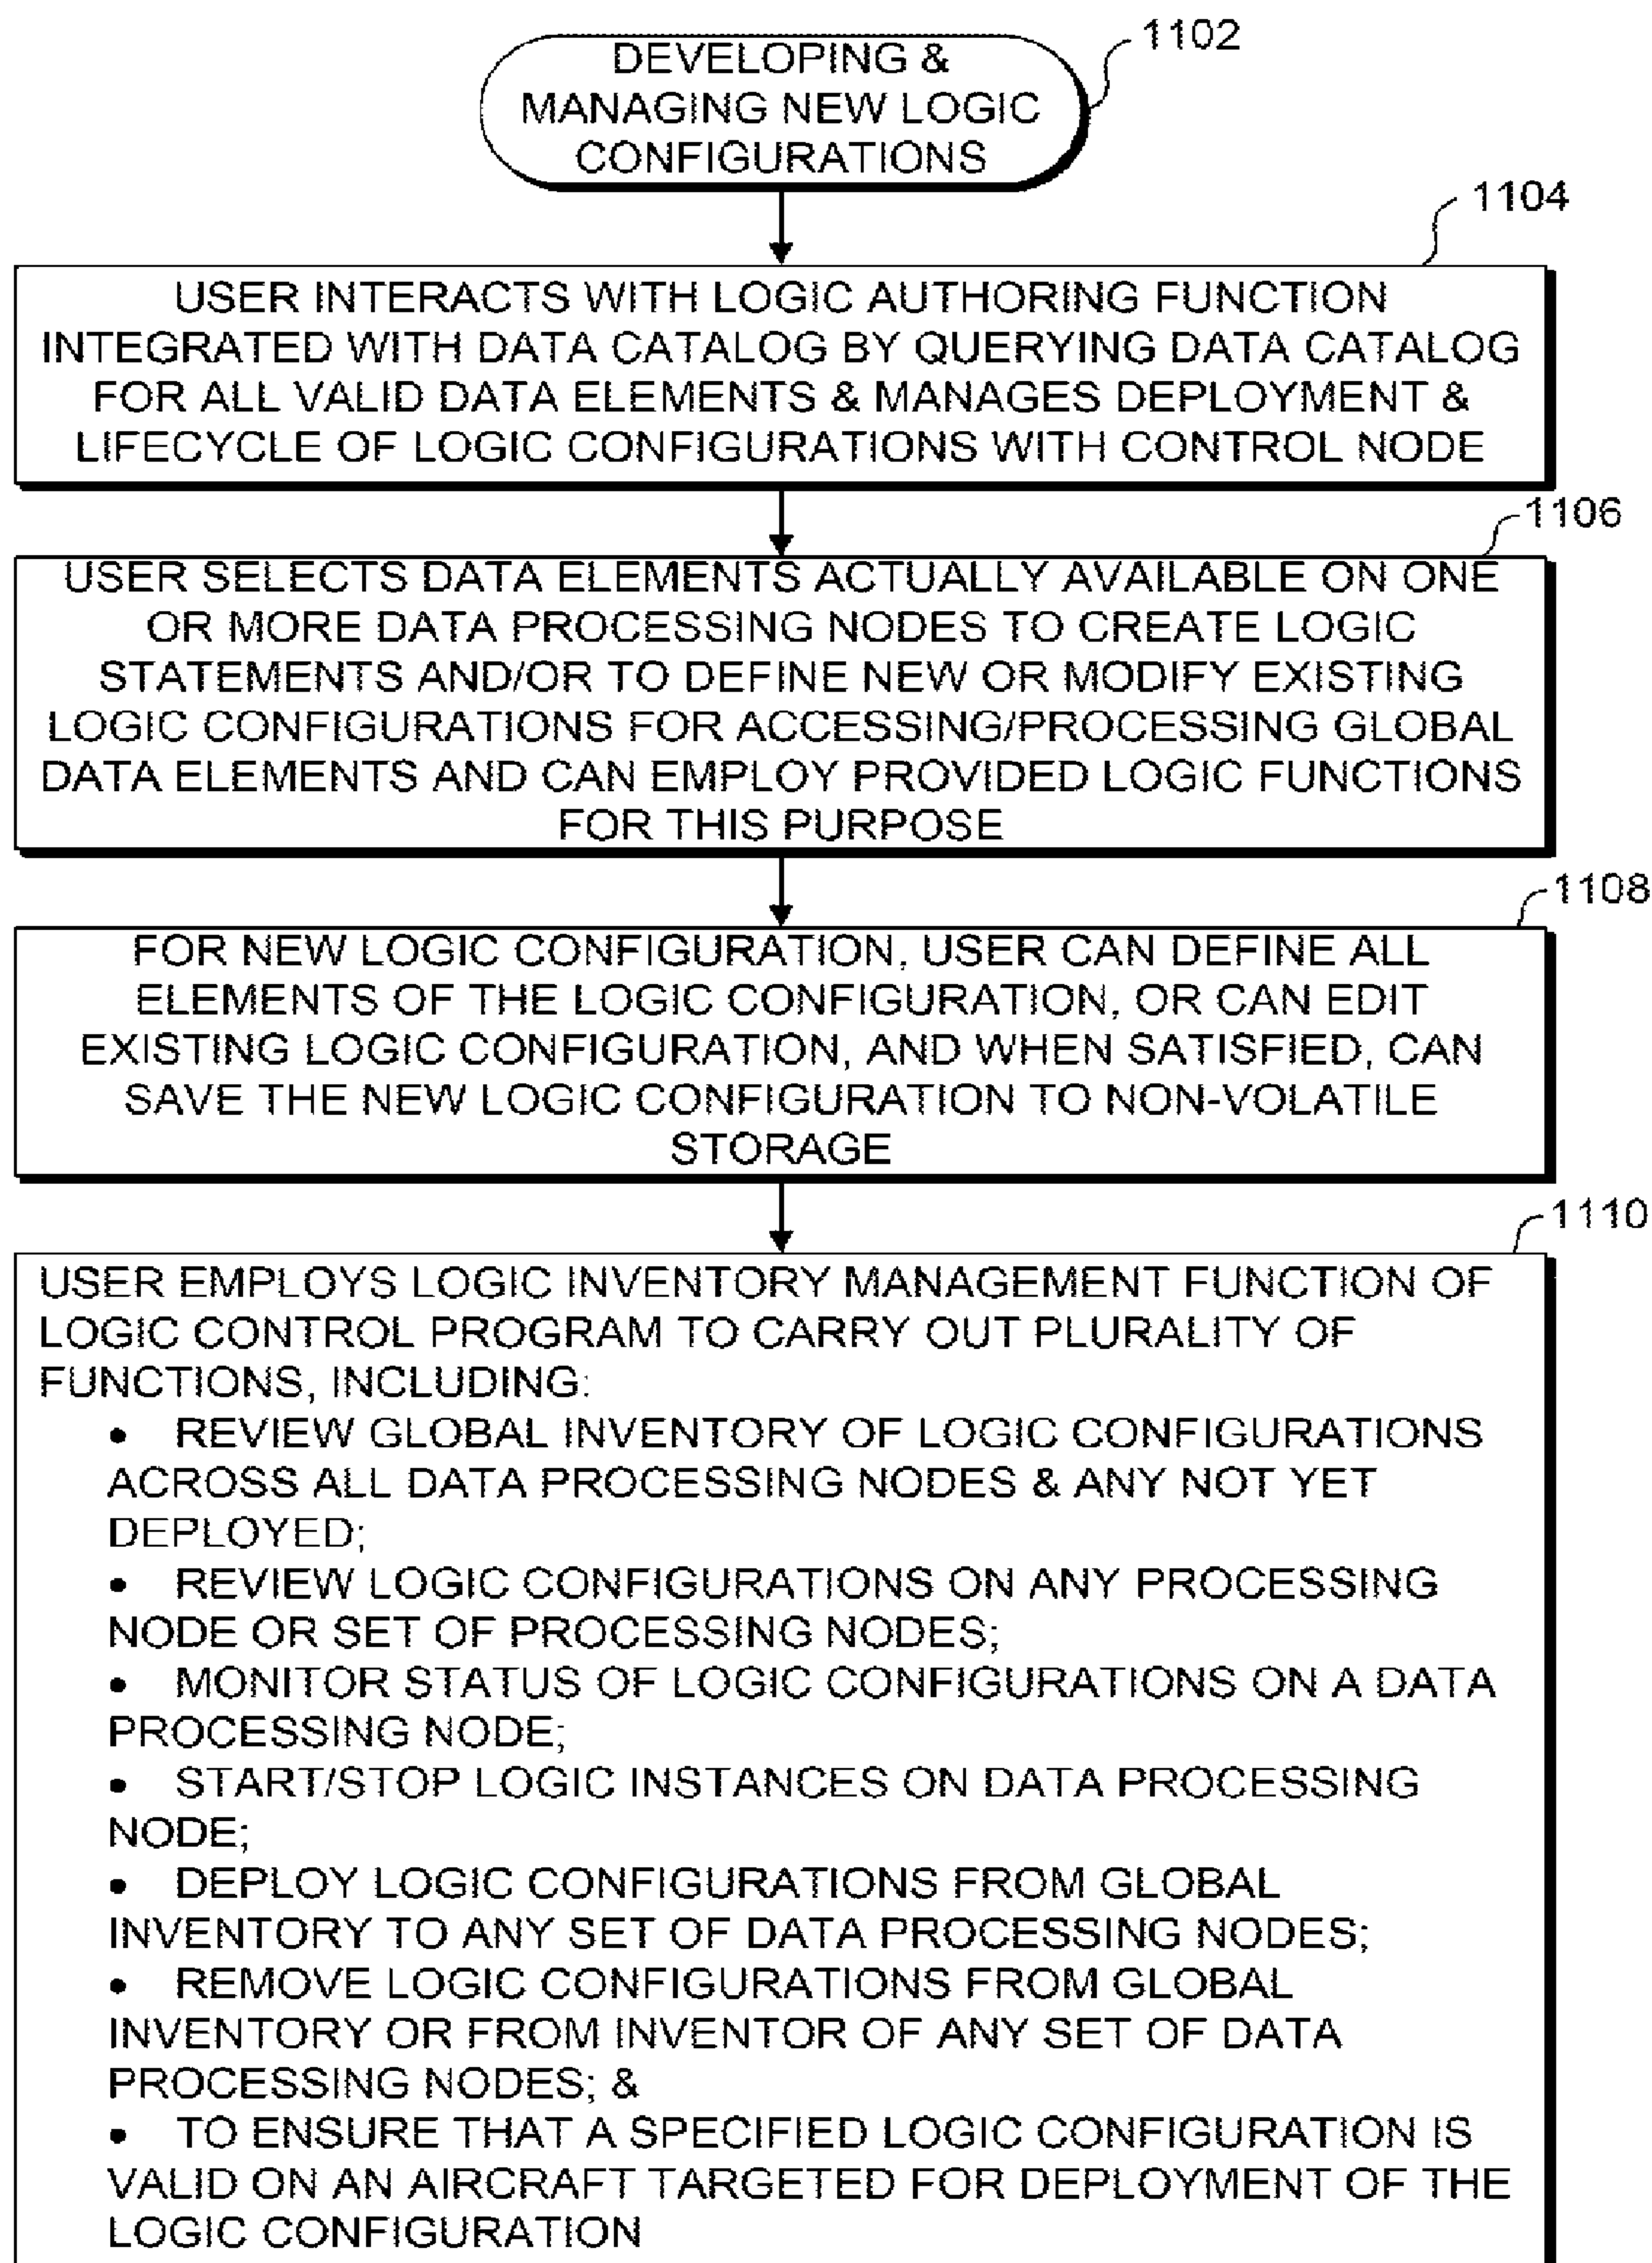 DEVELOPING &
MANAGING NEW LOGIC
CONFIGURATIONS
1102
1104
USER INTERACTS WITH LOGIC AUTHORING FUNCTION
INTEGRATED WITH DATA CATALOG BY QUERYING DATA CATALOG
FOR ALL VALID DATA ELEMENTS & MANAGES DEPLOYMENT &
LIFECYCLE OF LOGIC CONFIGURATIONS WITH CONTROL NODE
1106
USER SELECTS DATA ELEMENTS ACTUALLY AVAILABLE ON ONE
OR MORE DATA PROCESSING NODES TO CREATE LOGIC
STATEMENTS AND/OR TO DEFINE NEW OR MODIFY EXISTING
LOGIC CONFIGURATIONS FOR ACCESSING/PROCESSING GLOBAL
DATA ELEMENTS AND CAN EMPLOY PROVIDED LOGIC FUNCTIONS
FOR THIS PURPOSE
1108
FOR NEW LOGIC CONFIGURATION, USER CAN DEFINE ALL
ELEMENTS OF THE LOGIC CONFIGURATION, OR CAN EDIT
EXISTING LOGIC CONFIGURATION, AND WHEN SATISFIED, CAN
SAVE THE NEW LOGIC CONFIGURATION TO NON-VOLATILE
STORAGE
1110
USER EMPLOYS LOGIC INVENTORY MANAGEMENT FUNCTION OF
LOGIC CONTROL PROGRAM TO CARRY OUT PLURALITY OF
FUNCTIONS, INCLUDING:
• REVIEW GLOBAL INVENTORY OF LOGIC CONFIGURATIONS
ACROSS ALL DATA PROCESSING NODES & ANY NOT YET
DEPLOYED;
• REVIEW LOGIC CONFIGURATIONS ON ANY PROCESSING
NODE OR SET OF PROCESSING NODES;
• MONITOR STATUS OF LOGIC CONFIGURATIONS ON A DATA
PROCESSING NODE;
• START/STOP LOGIC INSTANCES ON DATA PROCESSING
NODE;
• DEPLOY LOGIC CONFIGURATIONS FROM GLOBAL
INVENTORY TO ANY SET OF DATA PROCESSING NODES;
• REMOVE LOGIC CONFIGURATIONS FROM GLOBAL
INVENTORY OR FROM INVENTOR OF ANY SET OF DATA
PROCESSING NODES; &
• TO ENSURE THAT A SPECIFIED LOGIC CONFIGURATION IS
VALID ON AN AIRCRAFT TARGETED FOR DEPLOYMENT OF THE
LOGIC CONFIGURATION